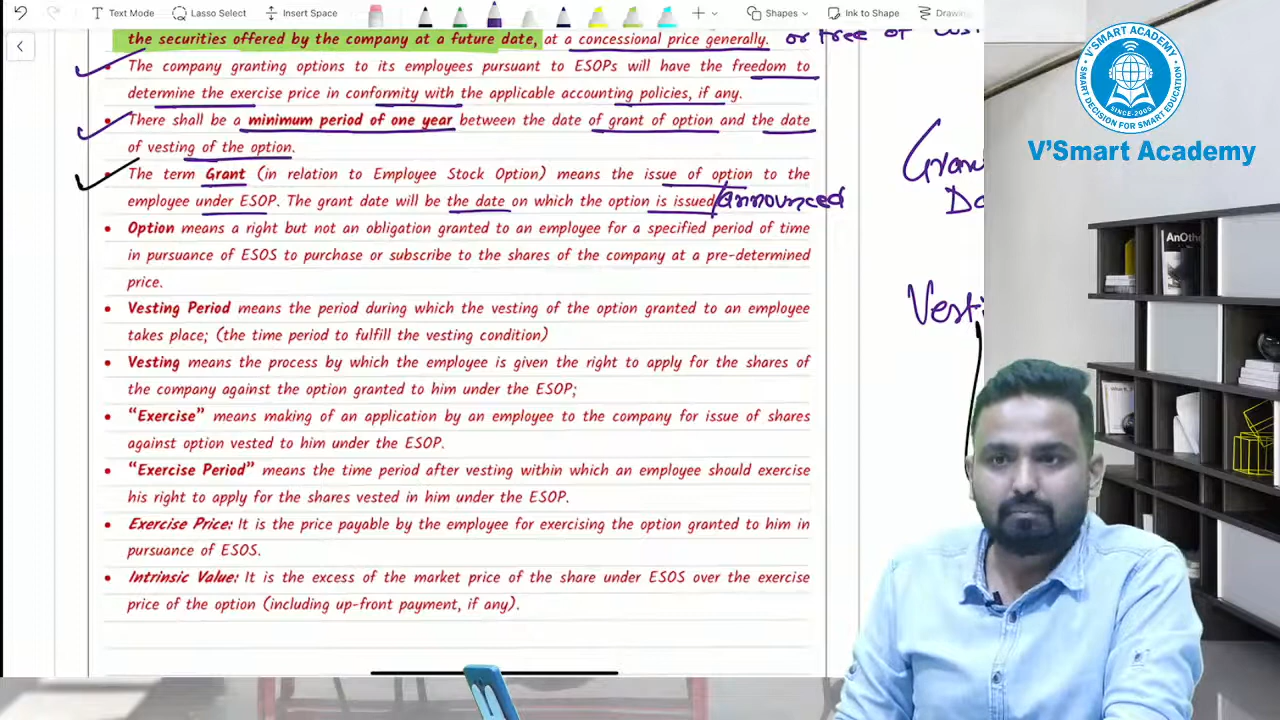 Text Mode Lasso Select Insert Space Shapes Ink to Shape Drawing
the securities offered by the company at a future date, at a concessional price generally. or free of cost
• The company granting options to its employees pursuant to ESOPs will have the freedom to
determine the exercise price in conformity with the applicable accounting policies, if any.
• There shall be a minimum period of one year between the date of grant of option and the date
of vesting of the option.
• The term Grant (in relation to Employee Stock Option) means the issue of option to the
employee under ESOP. The grant date will be the date on which the option is issued/announced
• Option means a right but not an obligation granted to an employee for a specified period of time
in pursuance of ESOS to purchase or subscribe to the shares of the company at a pre-determined
price.
• Vesting Period means the period during which the vesting of the option granted to an employee
takes place; (the time period to fulfill the vesting condition)
• Vesting means the process by which the employee is given the right to apply for the shares of
the company against the option granted to him under the ESOP;
• “Exercise” means making of an application by an employee to the company for issue of shares
against option vested to him under the ESOP.
• “Exercise Period” means the time period after vesting within which an employee should exercise
his right to apply for the shares vested in him under the ESOP.
• Exercise Price: It is the price payable by the employee for exercising the option granted to him in
pursuance of ESOS.
• Intrinsic Value: It is the excess of the market price of the share under ESOS over the exercise
price of the option (including up-front payment, if any).
Gran
Da
Vesti
V'SMART ACADEMY
SMART DECISION FOR SMART EDUCATION
SINCE-2005
V'Smart Academy
AnOthe